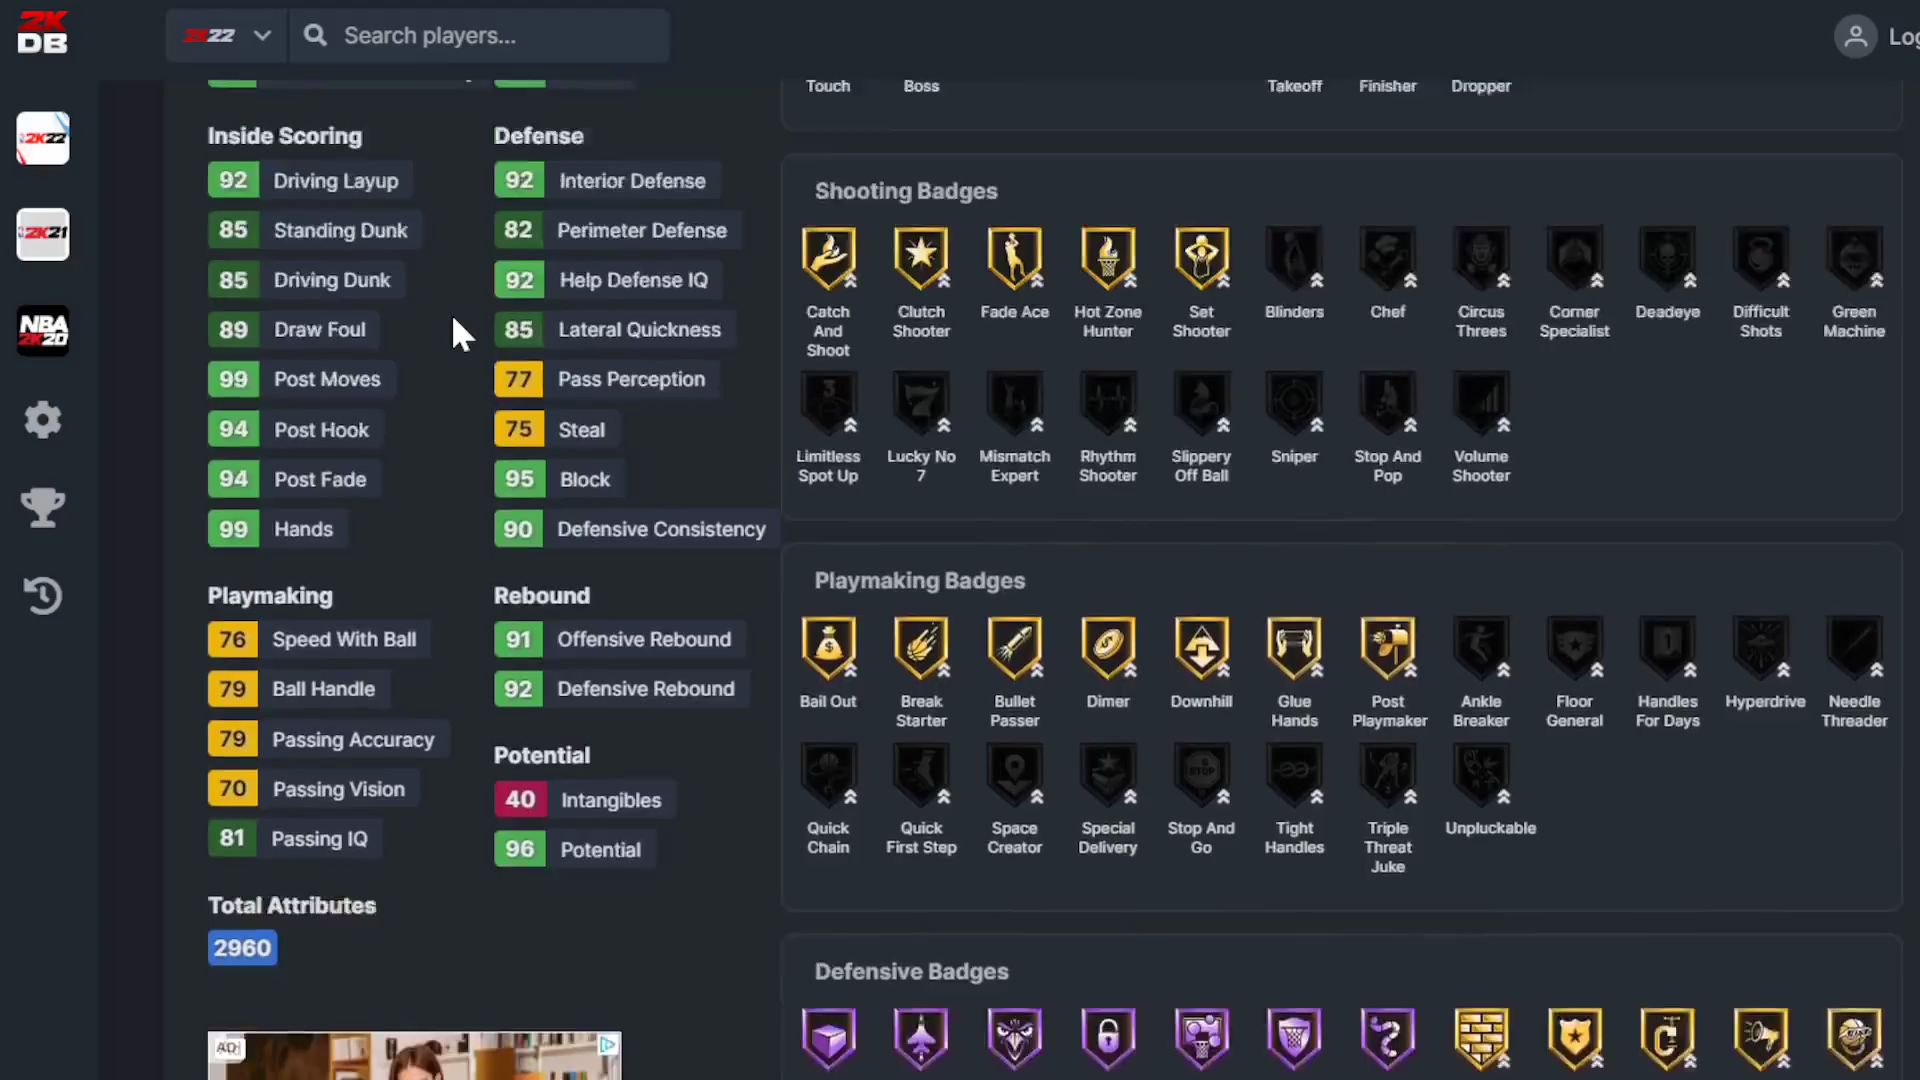 2K
DB
2K22
Search players...
Log
Touch
Boss
Takeoff
Finisher
Dropper
2K22
2K21
NBA
2K20
Inside Scoring
92 Driving Layup
85 Standing Dunk
85 Driving Dunk
89 Draw Foul
99 Post Moves
94 Post Hook
94 Post Fade
99 Hands
Defense
92 Interior Defense
82 Perimeter Defense
92 Help Defense IQ
85 Lateral Quickness
77 Pass Perception
75 Steal
95 Block
90 Defensive Consistency
Playmaking
76 Speed With Ball
79 Ball Handle
79 Passing Accuracy
70 Passing Vision
81 Passing IQ
Rebound
91 Offensive Rebound
92 Defensive Rebound
Potential
40 Intangibles
96 Potential
Total Attributes
2960
AD
Shooting Badges
Catch
And
Shoot
Clutch
Shooter
Fade Ace
Hot Zone
Hunter
Set
Shooter
Blinders
Chef
Circus
Threes
Corner
Specialist
Deadeye
Difficult
Shots
Green
Machine
Limitless
Spot Up
Lucky No
7
Mismatch
Expert
Rhythm
Shooter
Slippery
Off Ball
Sniper
Stop And
Pop
Volume
Shooter
Playmaking Badges
Bail Out
Break
Starter
Bullet
Passer
Dimer
Downhill
Glue
Hands
Post
Playmaker
Ankle
Breaker
Floor
General
Handles
For Days
Hyperdrive
Needle
Threader
Quick
Chain
Quick
First Step
Space
Creator
Special
Delivery
STOP
Stop And
Go
Tight
Handles
Triple
Threat
Juke
Unpluckable
Defensive Badges